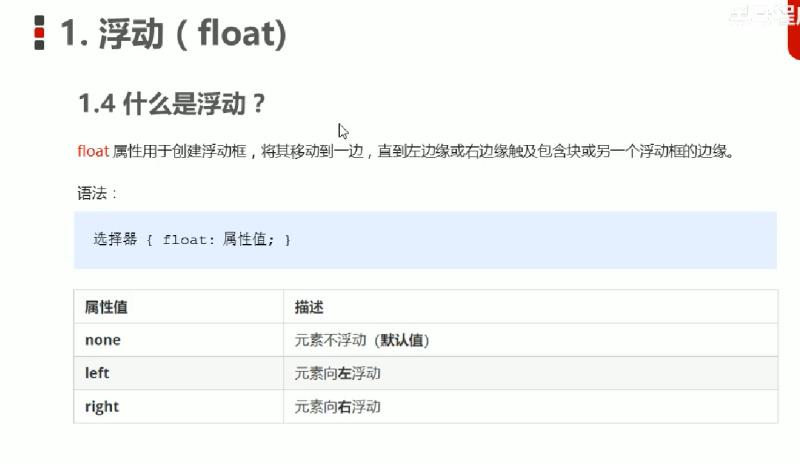 1. 浮动（float)
1.4 什么是浮动？
float 属性用于创建浮动框，将其移动到一边，直到左边缘或右边缘触及包含块或另一个浮动框的边缘。
语法：
选择器 { float: 属性值; }
属性值 描述
none 元素不浮动（默认值）
left 元素向左浮动
right 元素向右浮动